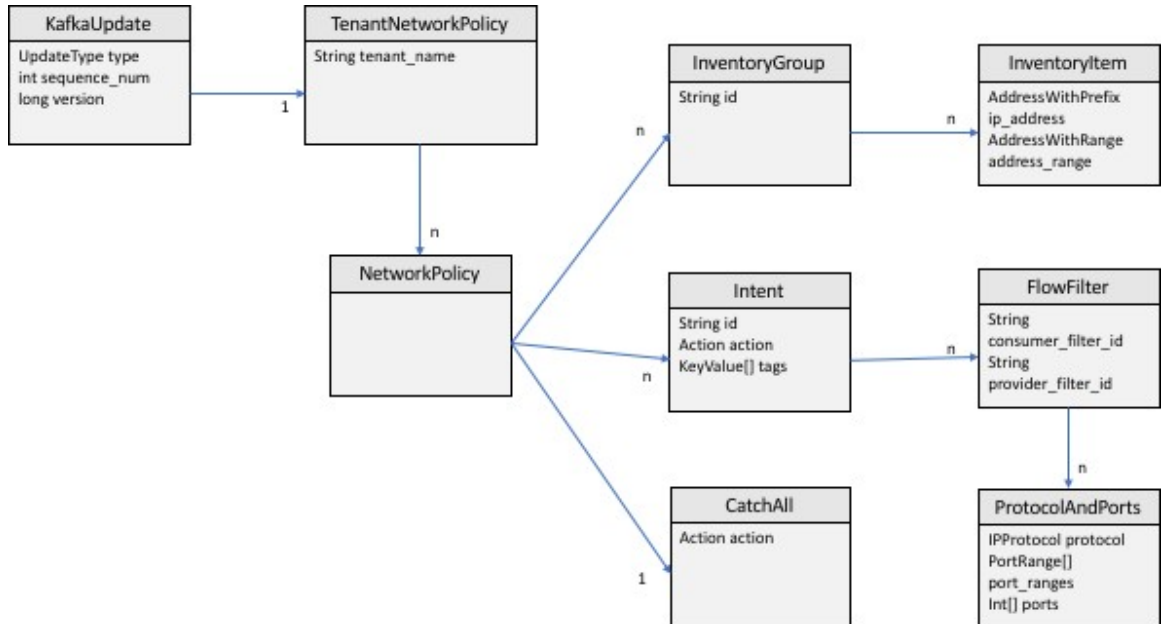 KafkaUpdate
UpdateType type
int sequence_num
long version
1
TenantNetworkPolicy
String tenant_name
n
NetworkPolicy
n
n
1
InventoryGroup
String id
n
InventoryItem
AddressWithPrefix
ip_address
AddressWithRange
address_range
Intent
String id
Action action
KeyValue[] tags
n
FlowFilter
String
consumer_filter_id
String
provider_filter_id
n
CatchAll
Action action
ProtocolAndPorts
IPProtocol protocol
PortRange[]
port_ranges
Int[] ports